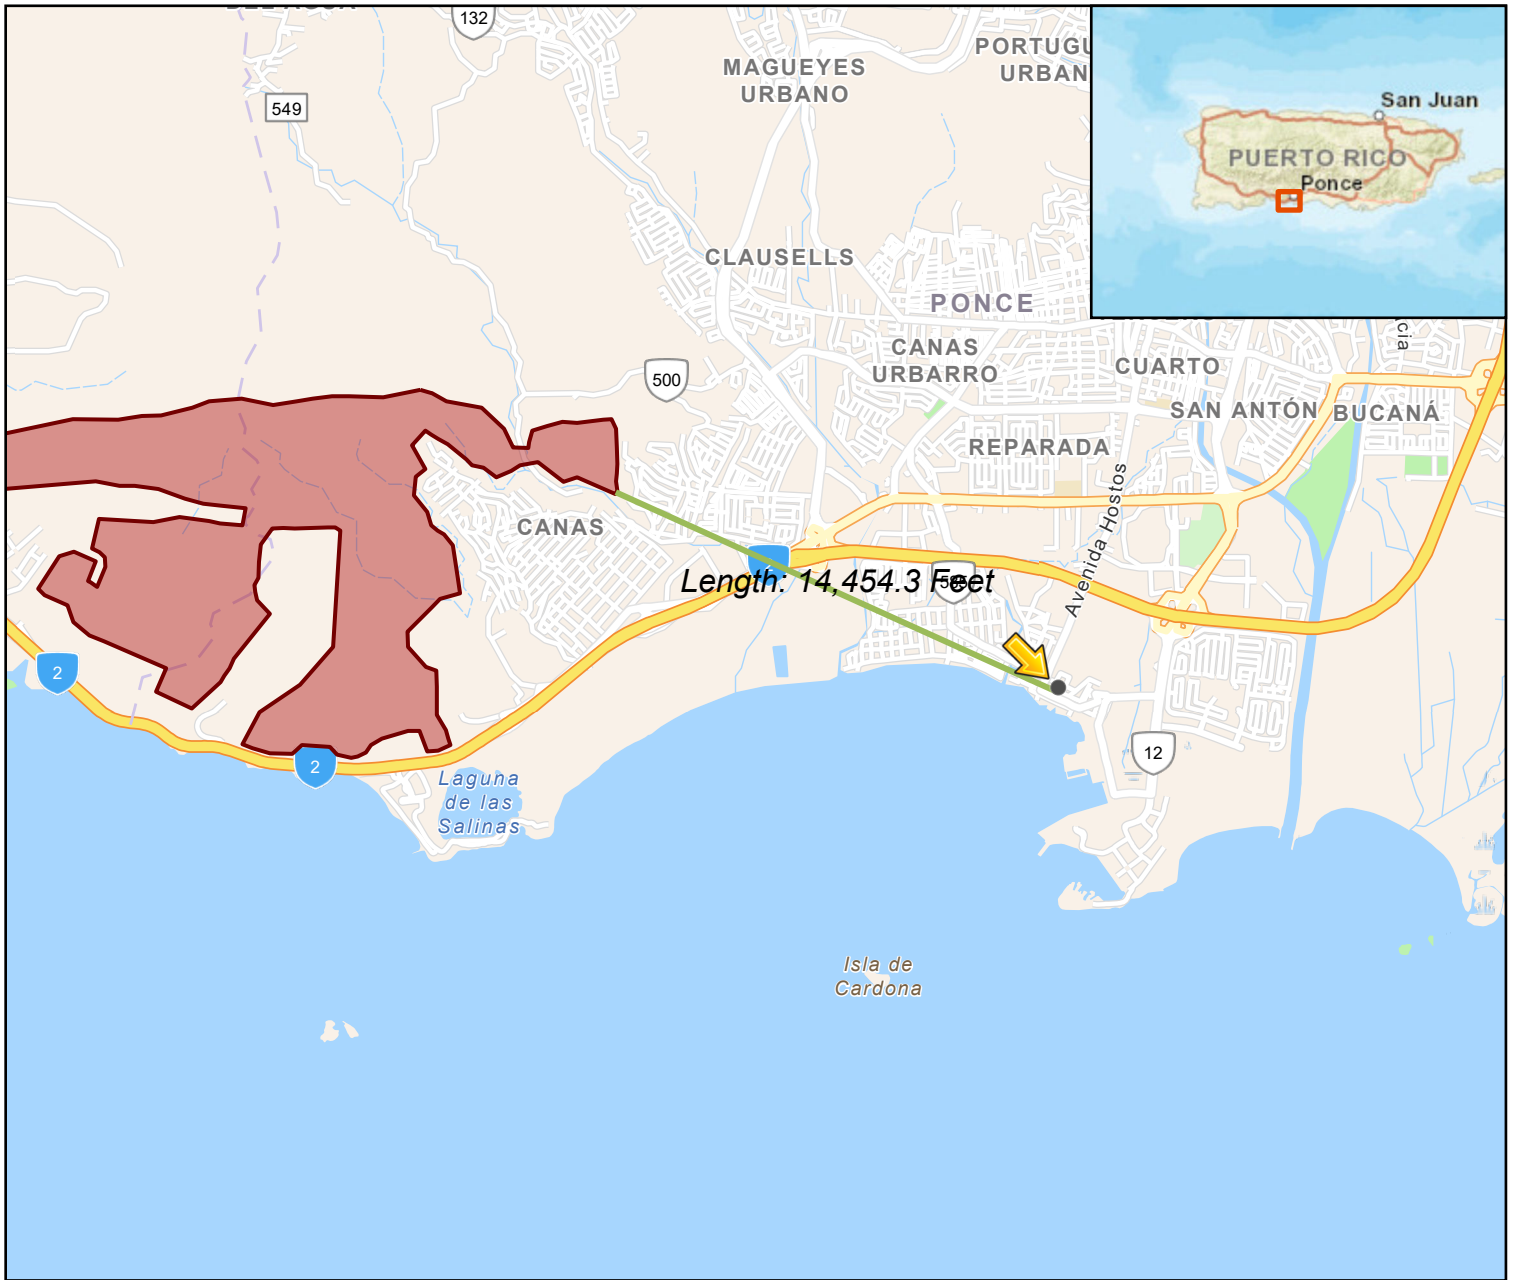 132
549
MAGUEYES
URBANO
San Juan
PUERTO RICO
Ponce
CLAUSELLS
PONCE
CANAS
URBARRO
CUARTO
500
SAN ANTÓN
BUCANÁ
REPARADA
CANAS
Avenida Hostos
Length: 14,454.3 Feet
2
2
12
Laguna
de las
Salinas
Isla de
Cardona